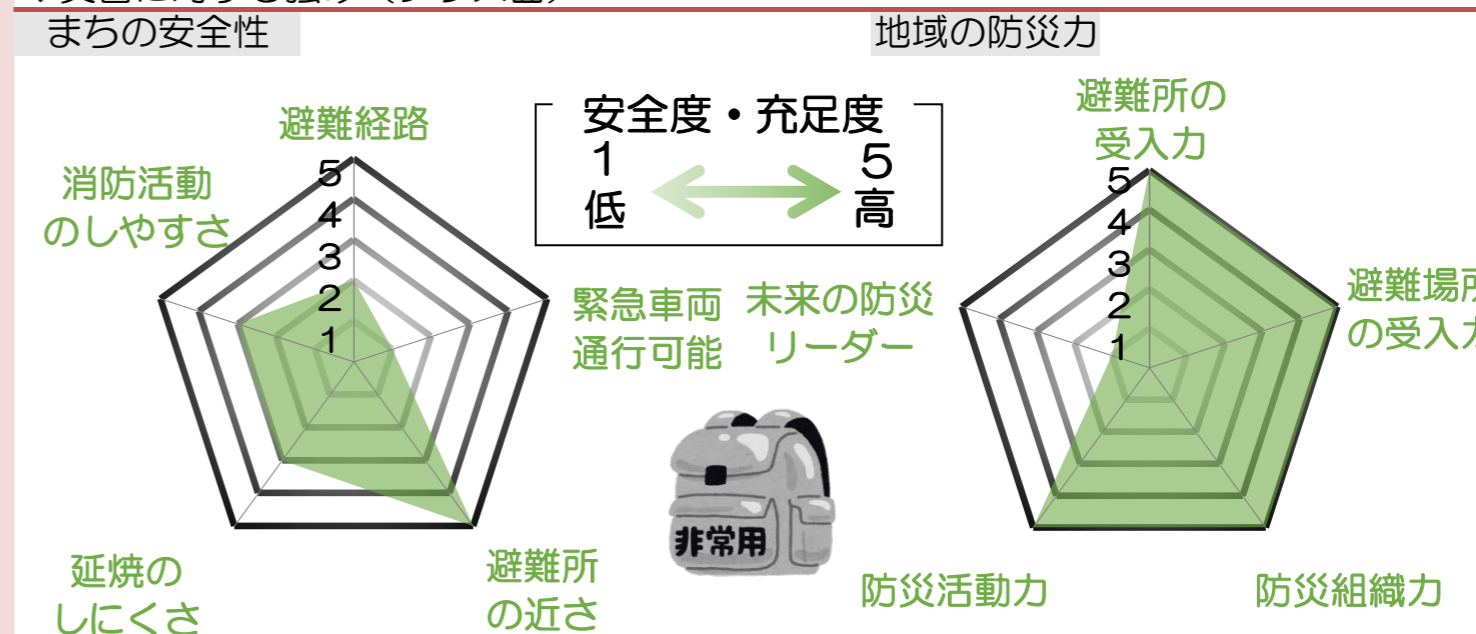 まちの安全性
避難経路
消防活動
のしやすさ
5
4
3
2
1
緊急車両
通行可能
延焼の
しにくさ
避難所
の近さ
安全度・充足度
1
5
低
高
非常用
地域の防災力
避難所の
受入力
5
4
3
2
1
未来の防災
リーダー
避難場
の受入
防災活動力
防災組織力